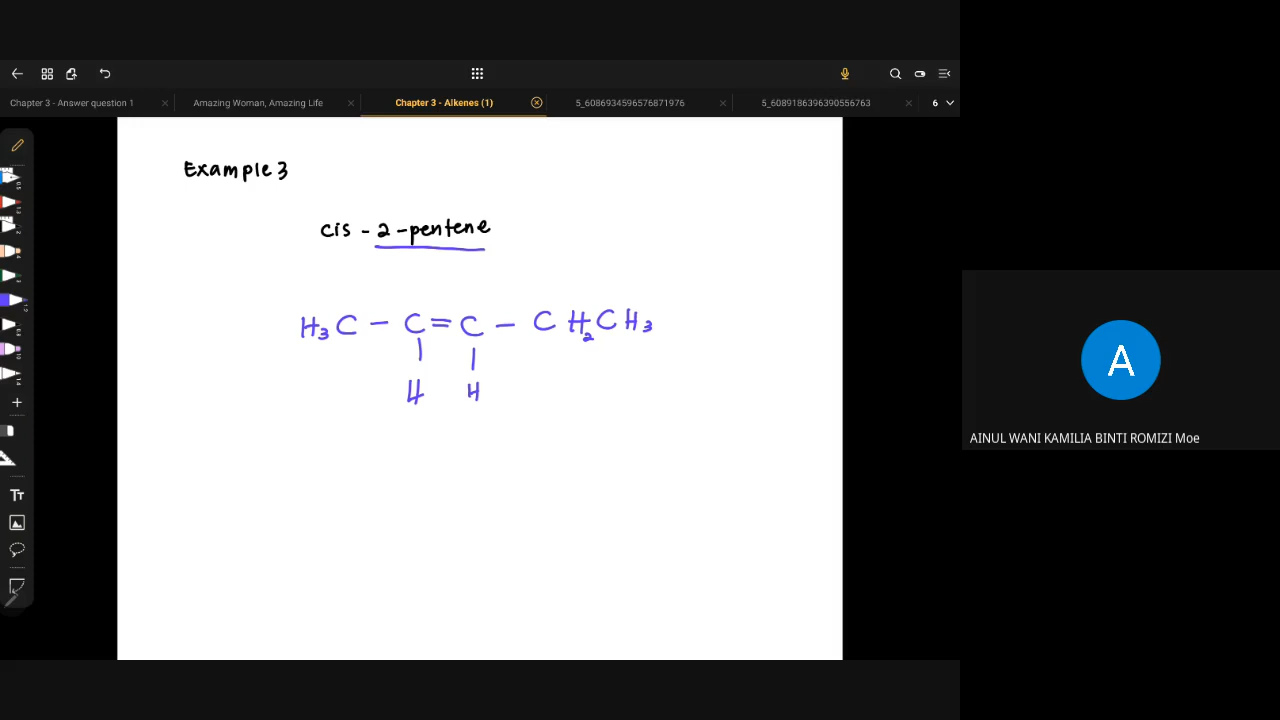 Chapter 3 - Answer question 1
Amazing Woman, Amazing Life
Chapter 3 - Alkenes (1)
5_6086934596576871976
5_6089186396390556763
6
Example 3
cis - 2 - pentene
H₃C - C = C - CH₂CH₃
H H
Tт
A
AINUL WANI KAMILIA BINTI ROMIZI Moe